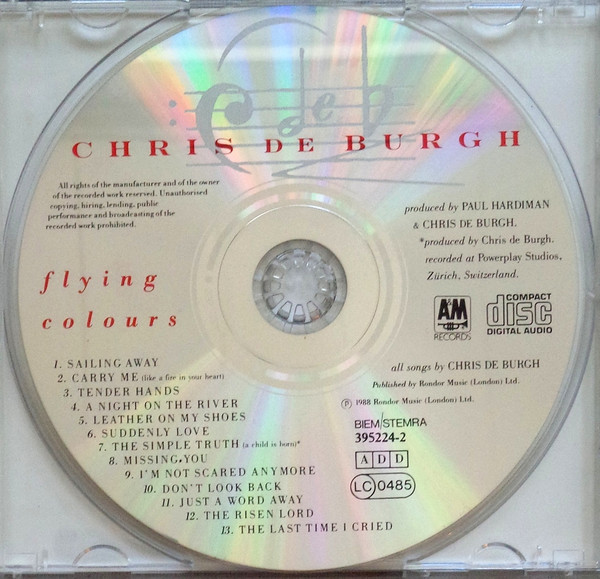 CHRIS DE BURGH
All rights of the manufacturer and of the owner
of the recorded work reserved. Unauthorised
copying, hiring, lending, public
performance and broadcasting of the
recorded work prohibited.
produced by PAUL HARDIMAN
& CHRIS DE BURGH.
*produced by Chris de Burgh.
recorded at Powerplay Studios,
Zürich, Switzerland.
flying
colours
A&M
RECORDS
COMPACT
disc
DIGITAL AUDIO
1. SAILING AWAY
2. CARRY ME (like a fire in your heart)
3. TENDER HANDS
4. A NIGHT ON THE RIVER
5. LEATHER ON MY SHOES
6. SUDDENLY LOVE
7. THE SIMPLE TRUTH (a child is born)*
8. MISSING YOU
9. I'M NOT SCARED ANYMORE
10. DON'T LOOK BACK
11. JUST A WORD AWAY
12. THE RISEN LORD
13. THE LAST TIME I CRIED
all songs by CHRIS DE BURGH
Published by Rondor Music (London) Ltd.
℗ 1988 Rondor Music (London) Ltd.
BIEM/STEMRA
395224-2
ADD
LC 0485